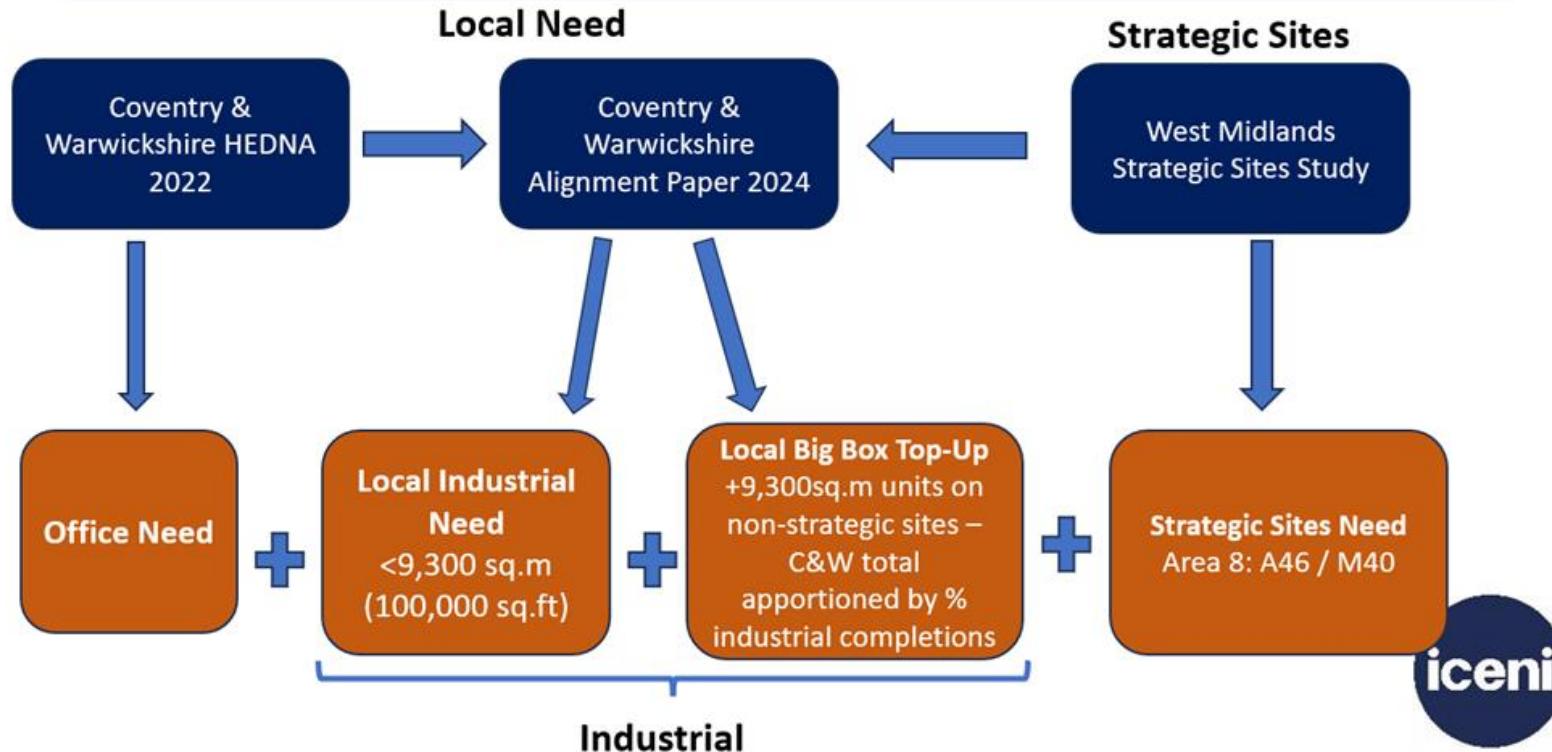 Local Need
Strategic Sites
Coventry &
Warwickshire HEDNA
2022
Coventry &
Warwickshire
Alignment Paper 2024
West Midlands
Strategic Sites Study
Office Need
Local Industrial
Need
<9,300 sq.m
(100,000 sq.ft)
Local Big Box Top-Up
+9,300sq.m units on
non-strategic sites –
C&W total
apportioned by %
industrial completions
Strategic Sites Need
Area 8: A46 / M40
Industrial
iceni